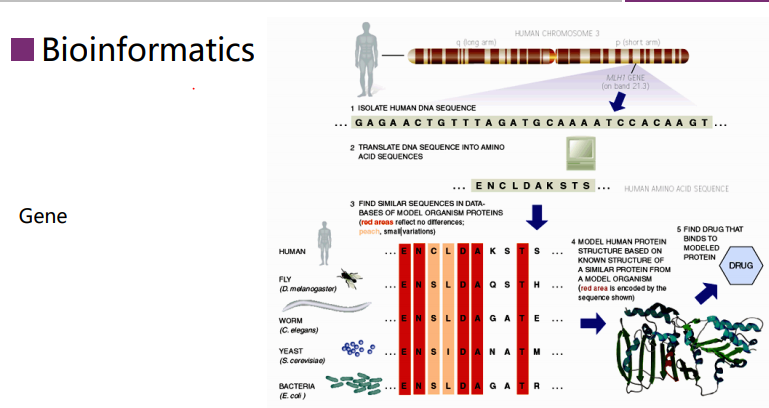 Bioinformatics
Gene
HUMAN CHROMOSOME 3
q (long arm)
p (short arm)
MLH1 GENE
(on band 21.3)
1 ISOLATE HUMAN DNA SEQUENCE
... G A G A A C T G T T T A G A T G C A A A A T C C A C A A G T ...
2 TRANSLATE DNA SEQUENCE INTO AMINO
ACID SEQUENCES
... E N C L D A K S T S ...
HUMAN AMINO ACID SEQUENCE
3 FIND SIMILAR SEQUENCES IN DATA-
BASES OF MODEL ORGANISM PROTEINS
(red areas reflect no differences;
peach, small variations)
HUMAN
... E N C L D A K S T S ...
FLY
(D. melanogaster)
... E N S L D A Q S T H ...
WORM
(C. elegans)
... E N S L D A G A T E ...
YEAST
(S. cerevisiae)
... E N S I D A N A T M ...
BACTERIA
(E. coli )
... E N S L D A G A T R ...
4 MODEL HUMAN PROTEIN
STRUCTURE BASED ON
KNOWN STRUCTURE OF
A SIMILAR PROTEIN FROM
A MODEL ORGANISM
(red area is encoded by the
sequence shown)
5 FIND DRUG THAT
BINDS TO
MODELED
PROTEIN
DRUG